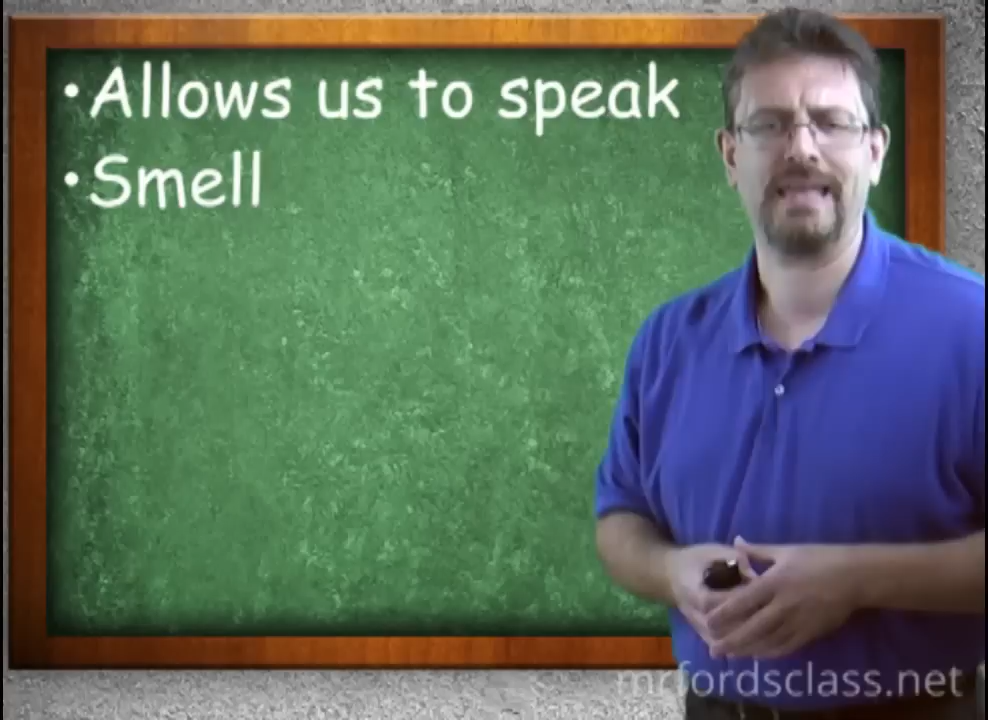 • Allows us to speak
• Smell
mrfordsclass.net